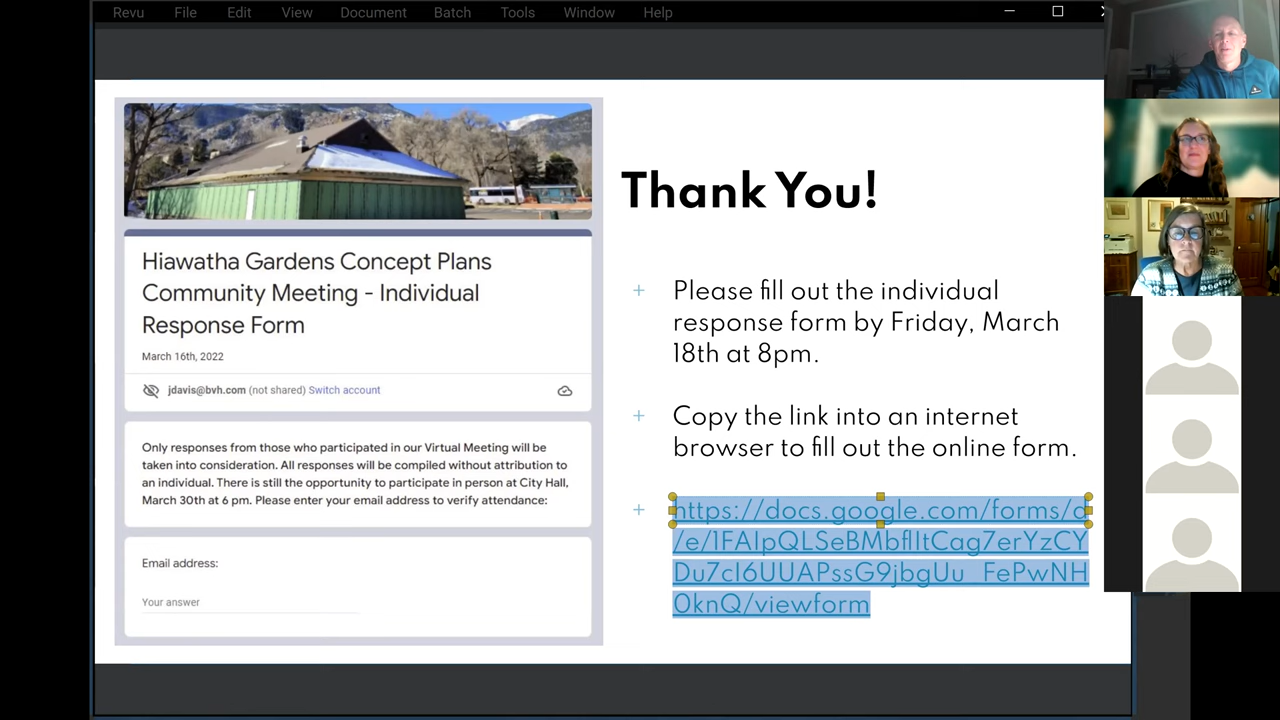 Revu File Edit View Document Batch Tools Window Help
Hiawatha Gardens Concept Plans
Community Meeting - Individual
Response Form
March 16th, 2022
jdavis@bvh.com (not shared) Switch account
Only responses from those who participated in our Virtual Meeting will be
taken into consideration. All responses will be compiled without attribution to
an individual. There is still the opportunity to participate in person at City Hall,
March 30th at 6 pm. Please enter your email address to verify attendance:
Email address:
Your answer
Thank You!
+ Please fill out the individual
response form by Friday, March
18th at 8pm.
+ Copy the link into an internet
browser to fill out the online form.
+ https://docs.google.com/forms/d
/e/1FAIpQLSeBMbflltCag7erYzCY
Du7cI6UUAPssG9jbgUu_FePwNH
0knQ/viewform